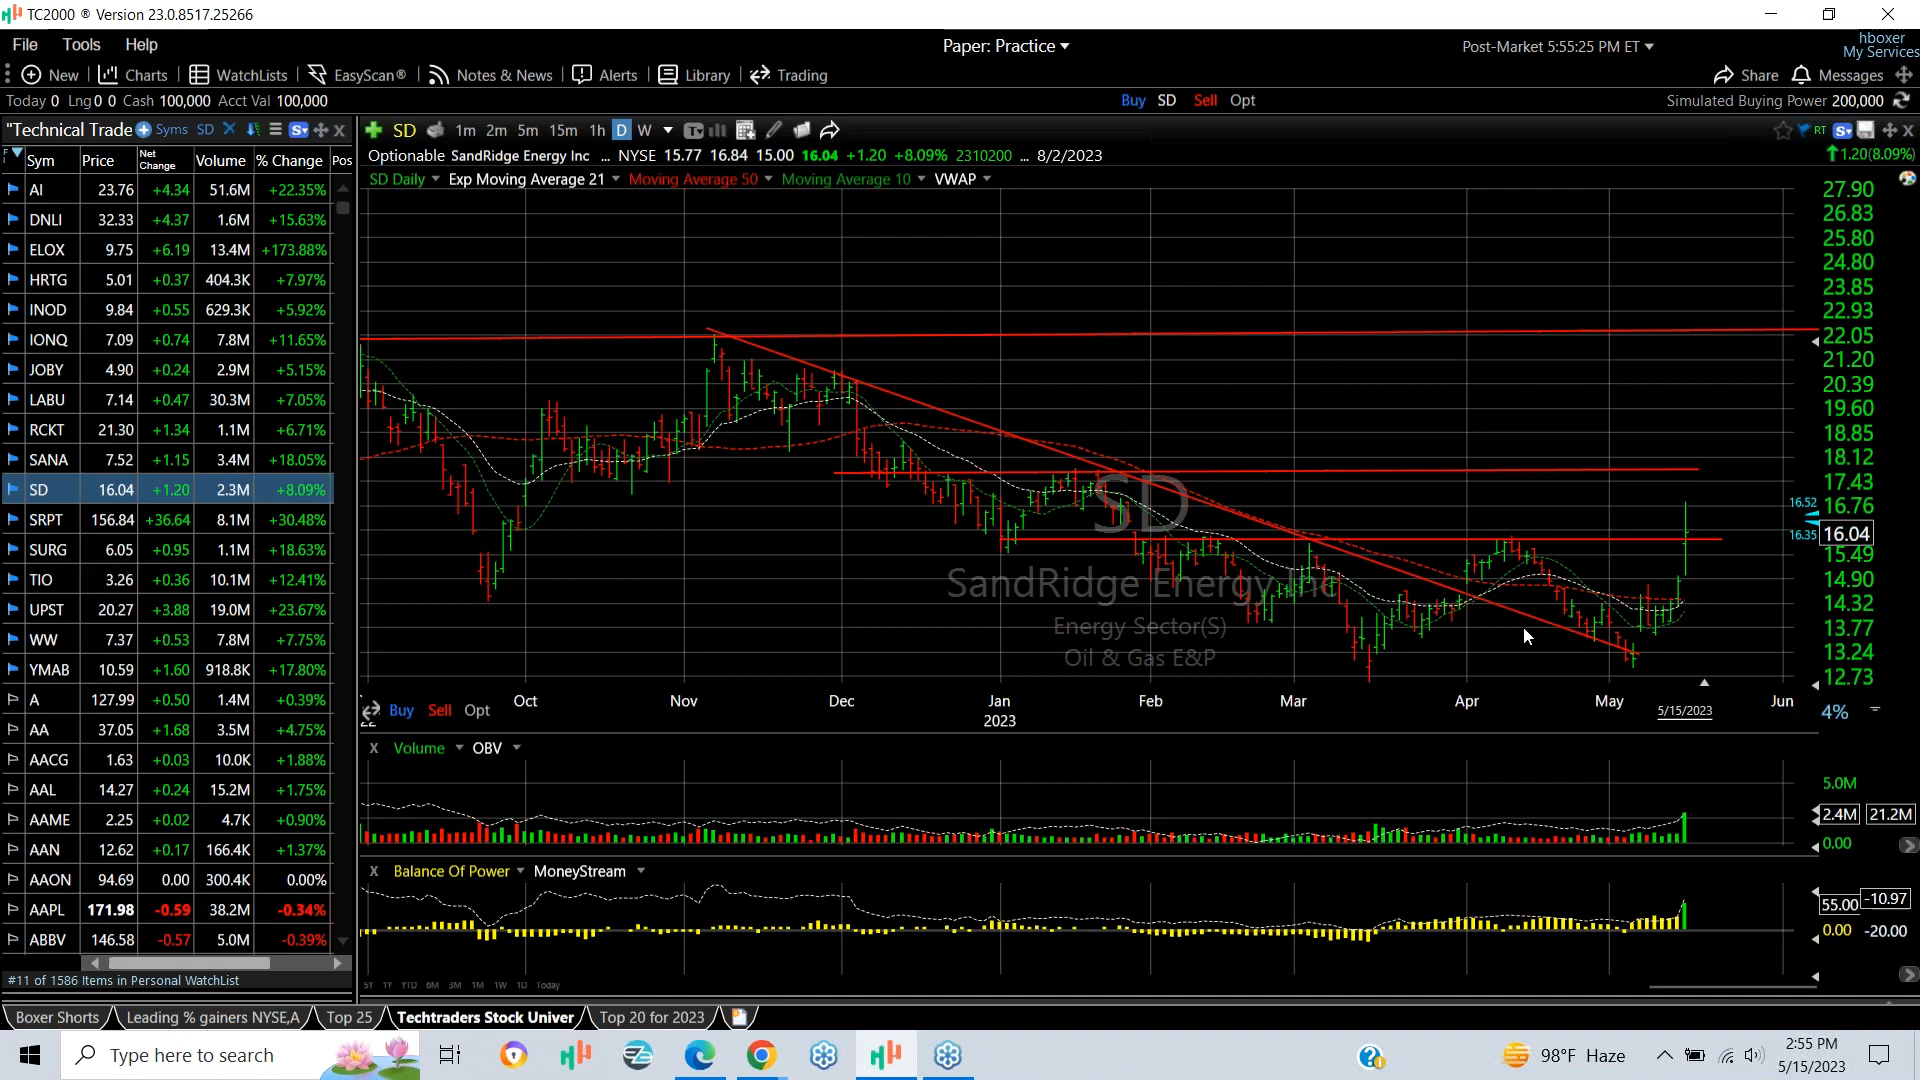 TC2000 ® Version 23.0.8517.25266
File Tools Help
Paper: Practice
Post-Market 5:55:25 PM ET
hboxer
My Services
New Charts WatchLists EasyScan® Notes & News Alerts Library Trading
Share Messages
Today 0 Lng 0 0 Cash 100,000 Acct Val 100,000
Buy SD Sell Opt
Simulated Buying Power 200,000
"Technical Trade Syms SD
SD 1m 2m 5m 15m 1h D W
RT
Sym Price Net Change Volume % Change Pos
Optionable SandRidge Energy Inc ... NYSE 15.77 16.84 15.00 16.04 +1.20 +8.09% 2310200 ... 8/2/2023
1.20(8.09%)
SD Daily Exp Moving Average 21 Moving Average 50 Moving Average 10 VWAP
AI 23.76 +4.34 51.6M +22.35%
DNLI 32.33 +4.37 1.6M +15.63%
ELOX 9.75 +6.19 13.4M +173.88%
HRTG 5.01 +0.37 404.3K +7.97%
INOD 9.84 +0.55 629.3K +5.92%
IONQ 7.09 +0.74 7.8M +11.65%
JOBY 4.90 +0.24 2.9M +5.15%
LABU 7.14 +0.47 30.3M +7.05%
RCKT 21.30 +1.34 1.1M +6.71%
SANA 7.52 +1.15 3.4M +18.05%
SD 16.04 +1.20 2.3M +8.09%
SRPT 156.84 +36.64 8.1M +30.48%
SURG 6.05 +0.95 1.1M +18.63%
TIO 3.26 +0.36 10.1M +12.41%
UPST 20.27 +3.88 19.0M +23.67%
WW 7.37 +0.53 7.8M +7.75%
YMAB 10.59 +1.60 918.8K +17.80%
A 127.99 +0.50 1.4M +0.39%
AA 37.05 +1.68 3.5M +4.75%
AACG 1.63 +0.03 10.0K +1.88%
AAL 14.27 +0.24 15.2M +1.75%
AAME 2.25 +0.02 4.7K +0.90%
AAN 12.62 +0.17 166.4K +1.37%
AAON 94.69 0.00 300.4K 0.00%
AAPL 171.98 -0.59 38.2M -0.34%
ABBV 146.58 -0.57 5.0M -0.39%
#11 of 1586 Items in Personal WatchList
27.90
26.83
25.80
24.80
23.85
22.93
22.05
21.20
20.39
19.60
18.85
18.12
17.43
16.52 16.76
16.35 16.04
15.49
14.90
14.32
13.77
13.24
12.73
SD
SandRidge Energy Inc
Energy Sector(S)
Oil & Gas E&P
22 Buy Sell Opt
Oct Nov Dec Jan Feb Mar Apr May Jun
2023
5/15/2023
4%
X Volume OBV
5.0M
2.4M 21.2M
0.00
X Balance Of Power MoneyStream
55.00 -10.97
0.00 -20.00
5Y 1Y YTD 6M 3M 1M 1W 1D Today
Boxer Shorts Leading % gainers NYSE,A Top 25 Techtraders Stock Univer Top 20 for 2023
Type here to search
98°F Haze
2:55 PM
5/15/2023